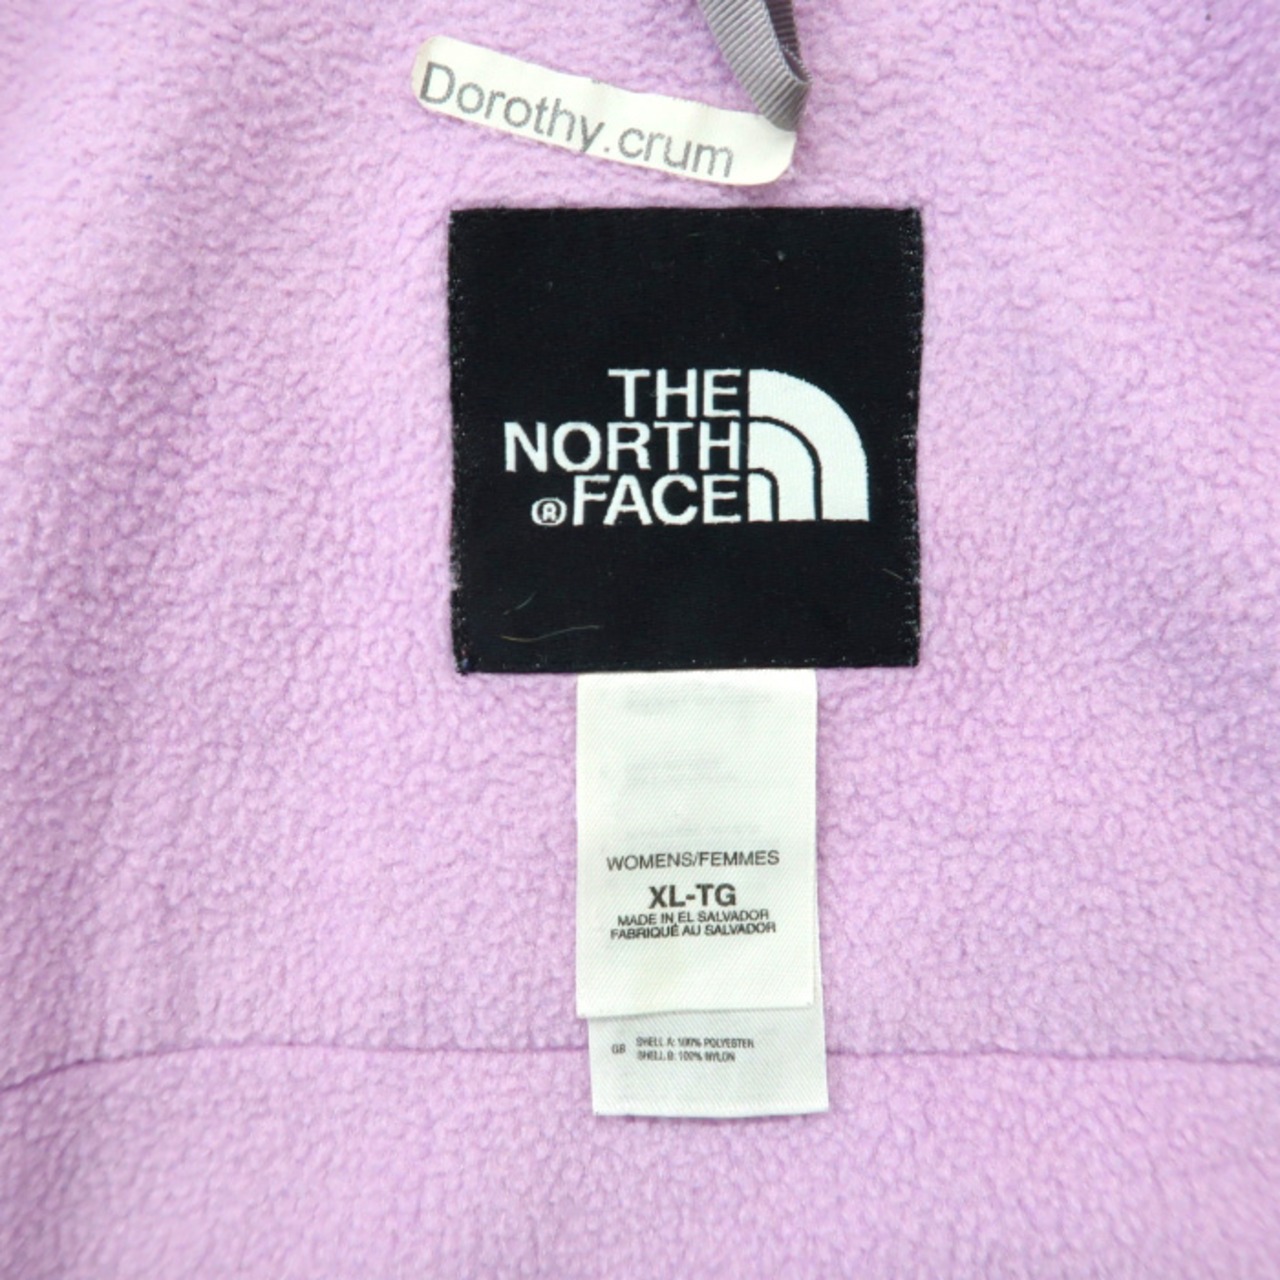 Dorothy.crum
THE
NORTH
®FACE
WOMENS/FEMMES
XL-TG
MADE IN EL SALVADOR
FABRIQUÉ AU SALVADOR
GB SHELL A: 100% POLYESTER
SHELL B: 100% NYLON